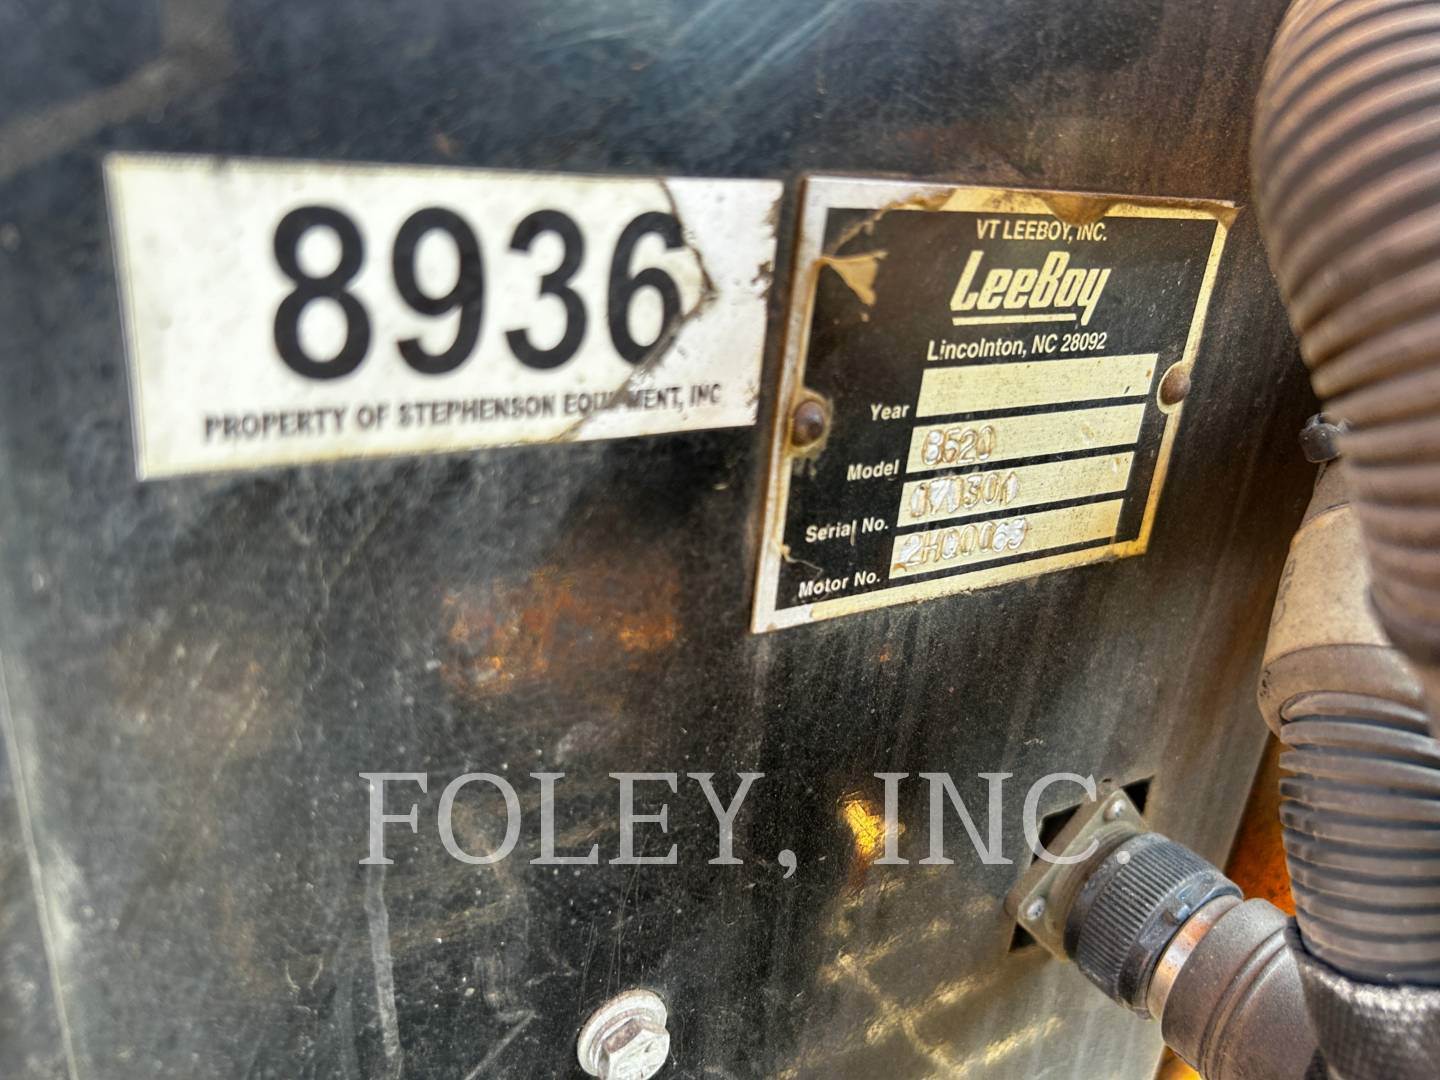 8936
PROPERTY OF STEPHENSON EQUIPMENT, INC
VT LEEBOY, INC.
LeeBoy
Lincolnton, NC 28092
Year
Model 8520
Serial No.
Motor No. 2HQ0063
FOLEY, INC.